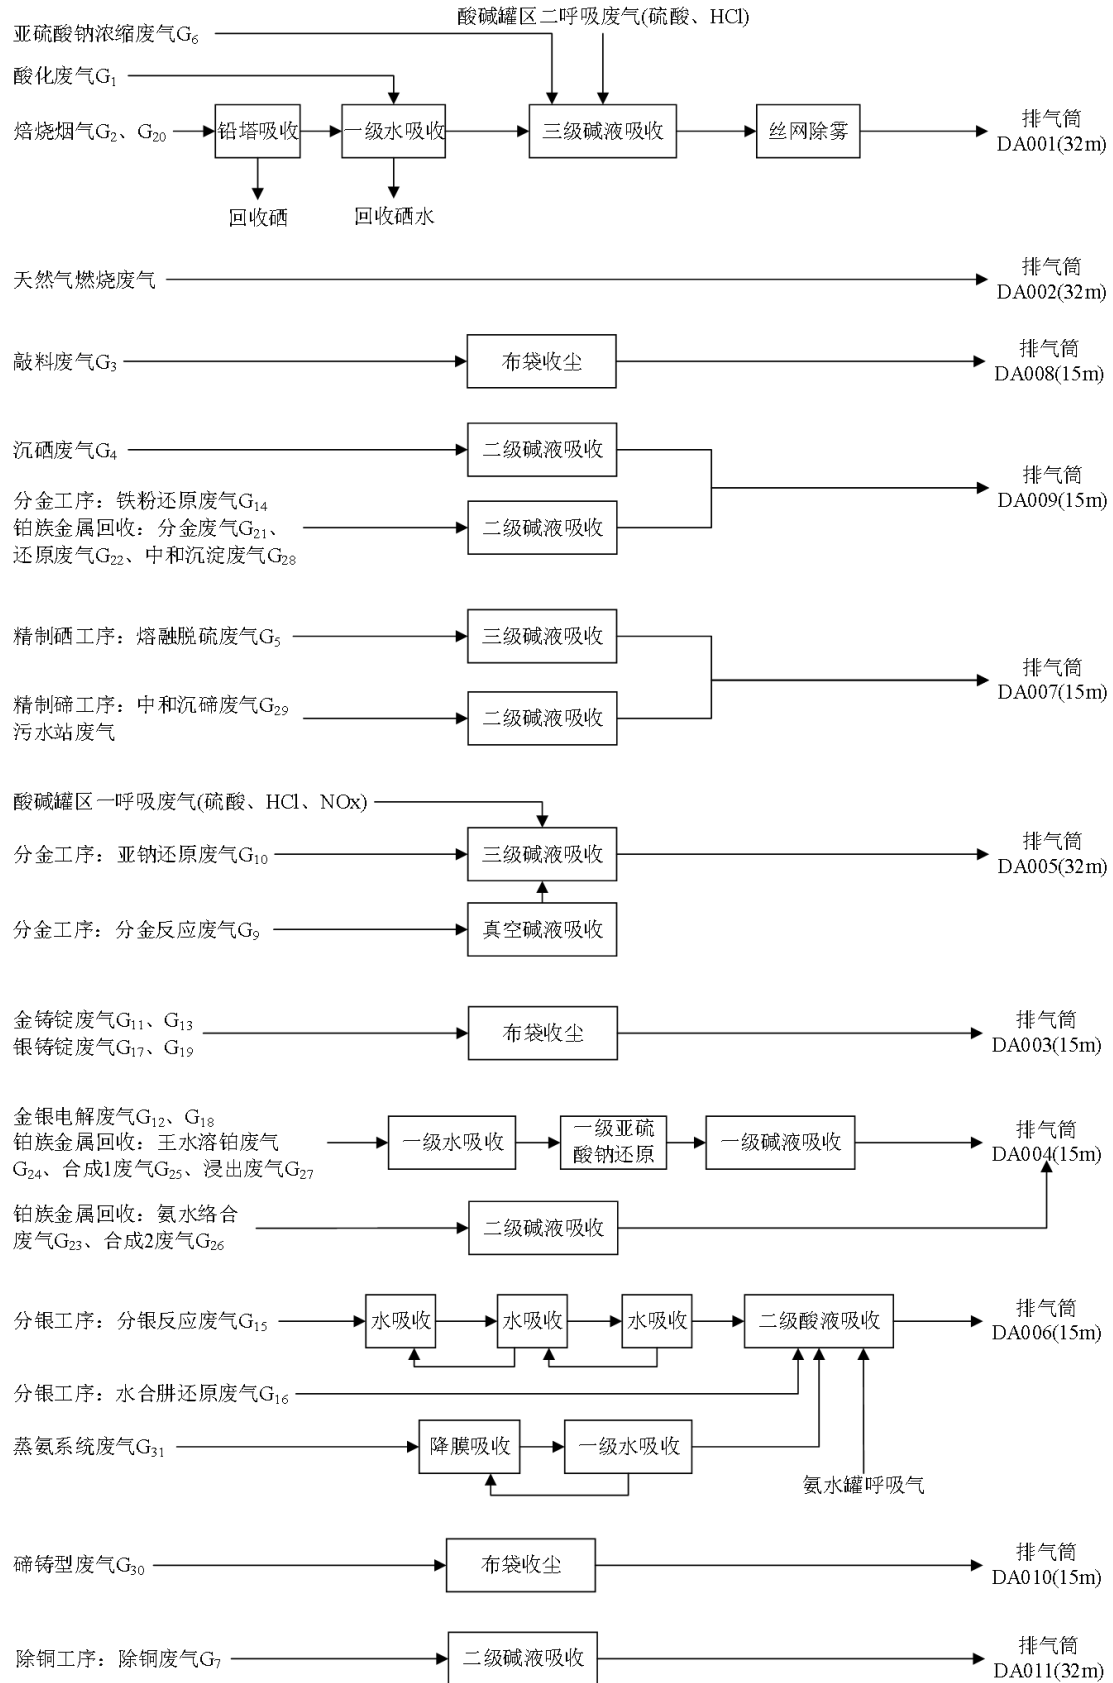 酸碱罐区二呼吸废气(硫酸、HCl)
亚硫酸钠浓缩废气G6
酸化废气G1
焙烧烟气G2、G20
铅塔吸收
一级水吸收
三级碱液吸收
丝网除雾
排气筒
DA001(32m)
回收硒
回收硒水
天然气燃烧废气
排气筒
DA002(32m)
敲料废气G3
布袋收尘
排气筒
DA008(15m)
沉硒废气G4
二级碱液吸收
分金工序：铁粉还原废气G14
铂族金属回收：分金废气G21、
还原废气G22、中和沉淀废气G28
二级碱液吸收
排气筒
DA009(15m)
精制硒工序：熔融脱硫废气G5
三级碱液吸收
精制碲工序：中和沉碲废气G29
污水站废气
二级碱液吸收
排气筒
DA007(15m)
酸碱罐区一呼吸废气(硫酸、HCl、NOx)
分金工序：亚钠还原废气G10
三级碱液吸收
排气筒
DA005(32m)
分金工序：分金反应废气G9
真空碱液吸收
金铸锭废气G11、G13
银铸锭废气G17、G19
布袋收尘
排气筒
DA003(15m)
金银电解废气G12、G18
铂族金属回收：王水溶铂废气
G24、合成1废气G25、浸出废气G27
一级水吸收
一级亚硫
酸钠还原
一级碱液吸收
排气筒
DA004(15m)
铂族金属回收：氨水络合
废气G23、合成2废气G26
二级碱液吸收
分银工序：分银反应废气G15
水吸收
水吸收
水吸收
二级酸液吸收
排气筒
DA006(15m)
分银工序：水合肼还原废气G16
蒸氨系统废气G31
降膜吸收
一级水吸收
氨水罐呼吸气
碲铸型废气G30
布袋收尘
排气筒
DA010(15m)
除铜工序：除铜废气G7
二级碱液吸收
排气筒
DA011(32m)